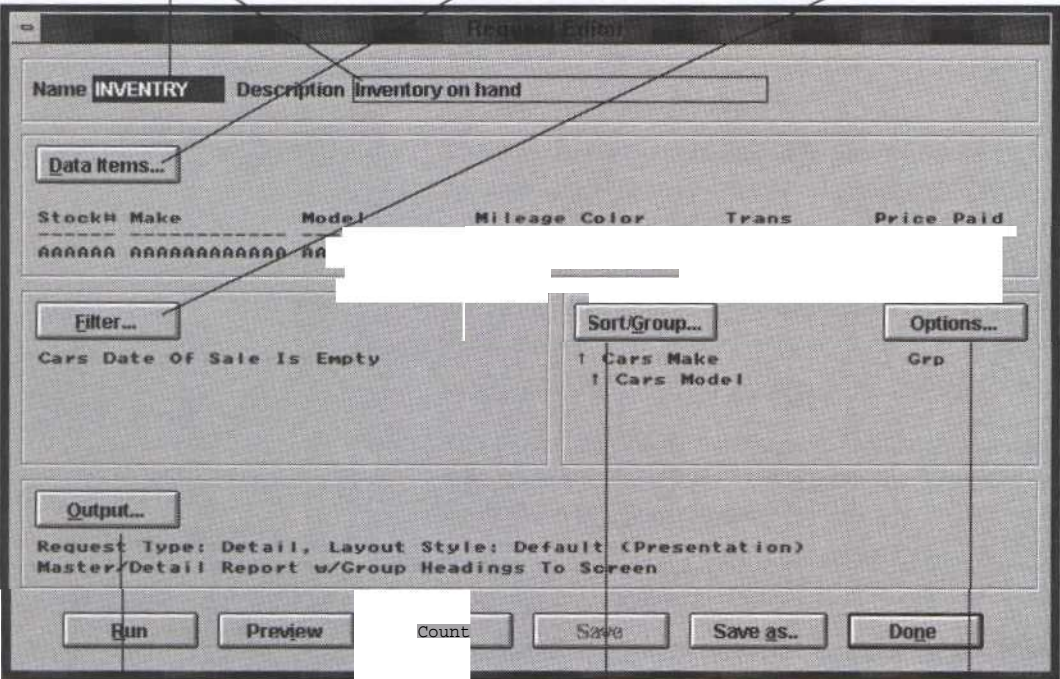 Request Editor
Name INVENTRY Description Inventory on hand
Data Items...
Stock# Make Model Mileage Color Trans Price Paid
AAAAAA AAAAAAAAAAAA AA
Filter... Sort/Group... Options...
Cars Date Of Sale Is Empty ↑ Cars Make Grp
↑ Cars Model
Output...
Request Type: Detail, Layout Style: Default (Presentation)
Master/Detail Report w/Group Headings To Screen
Run Preview Count Save Save as.. Done